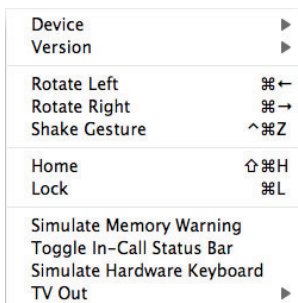 Device ▶
Version ▶
Rotate Left ⌘←
Rotate Right ⌘→
Shake Gesture ^⌘Z
Home ⇧⌘H
Lock ⌘L
Simulate Memory Warning
Toggle In-Call Status Bar
Simulate Hardware Keyboard
TV Out ▶